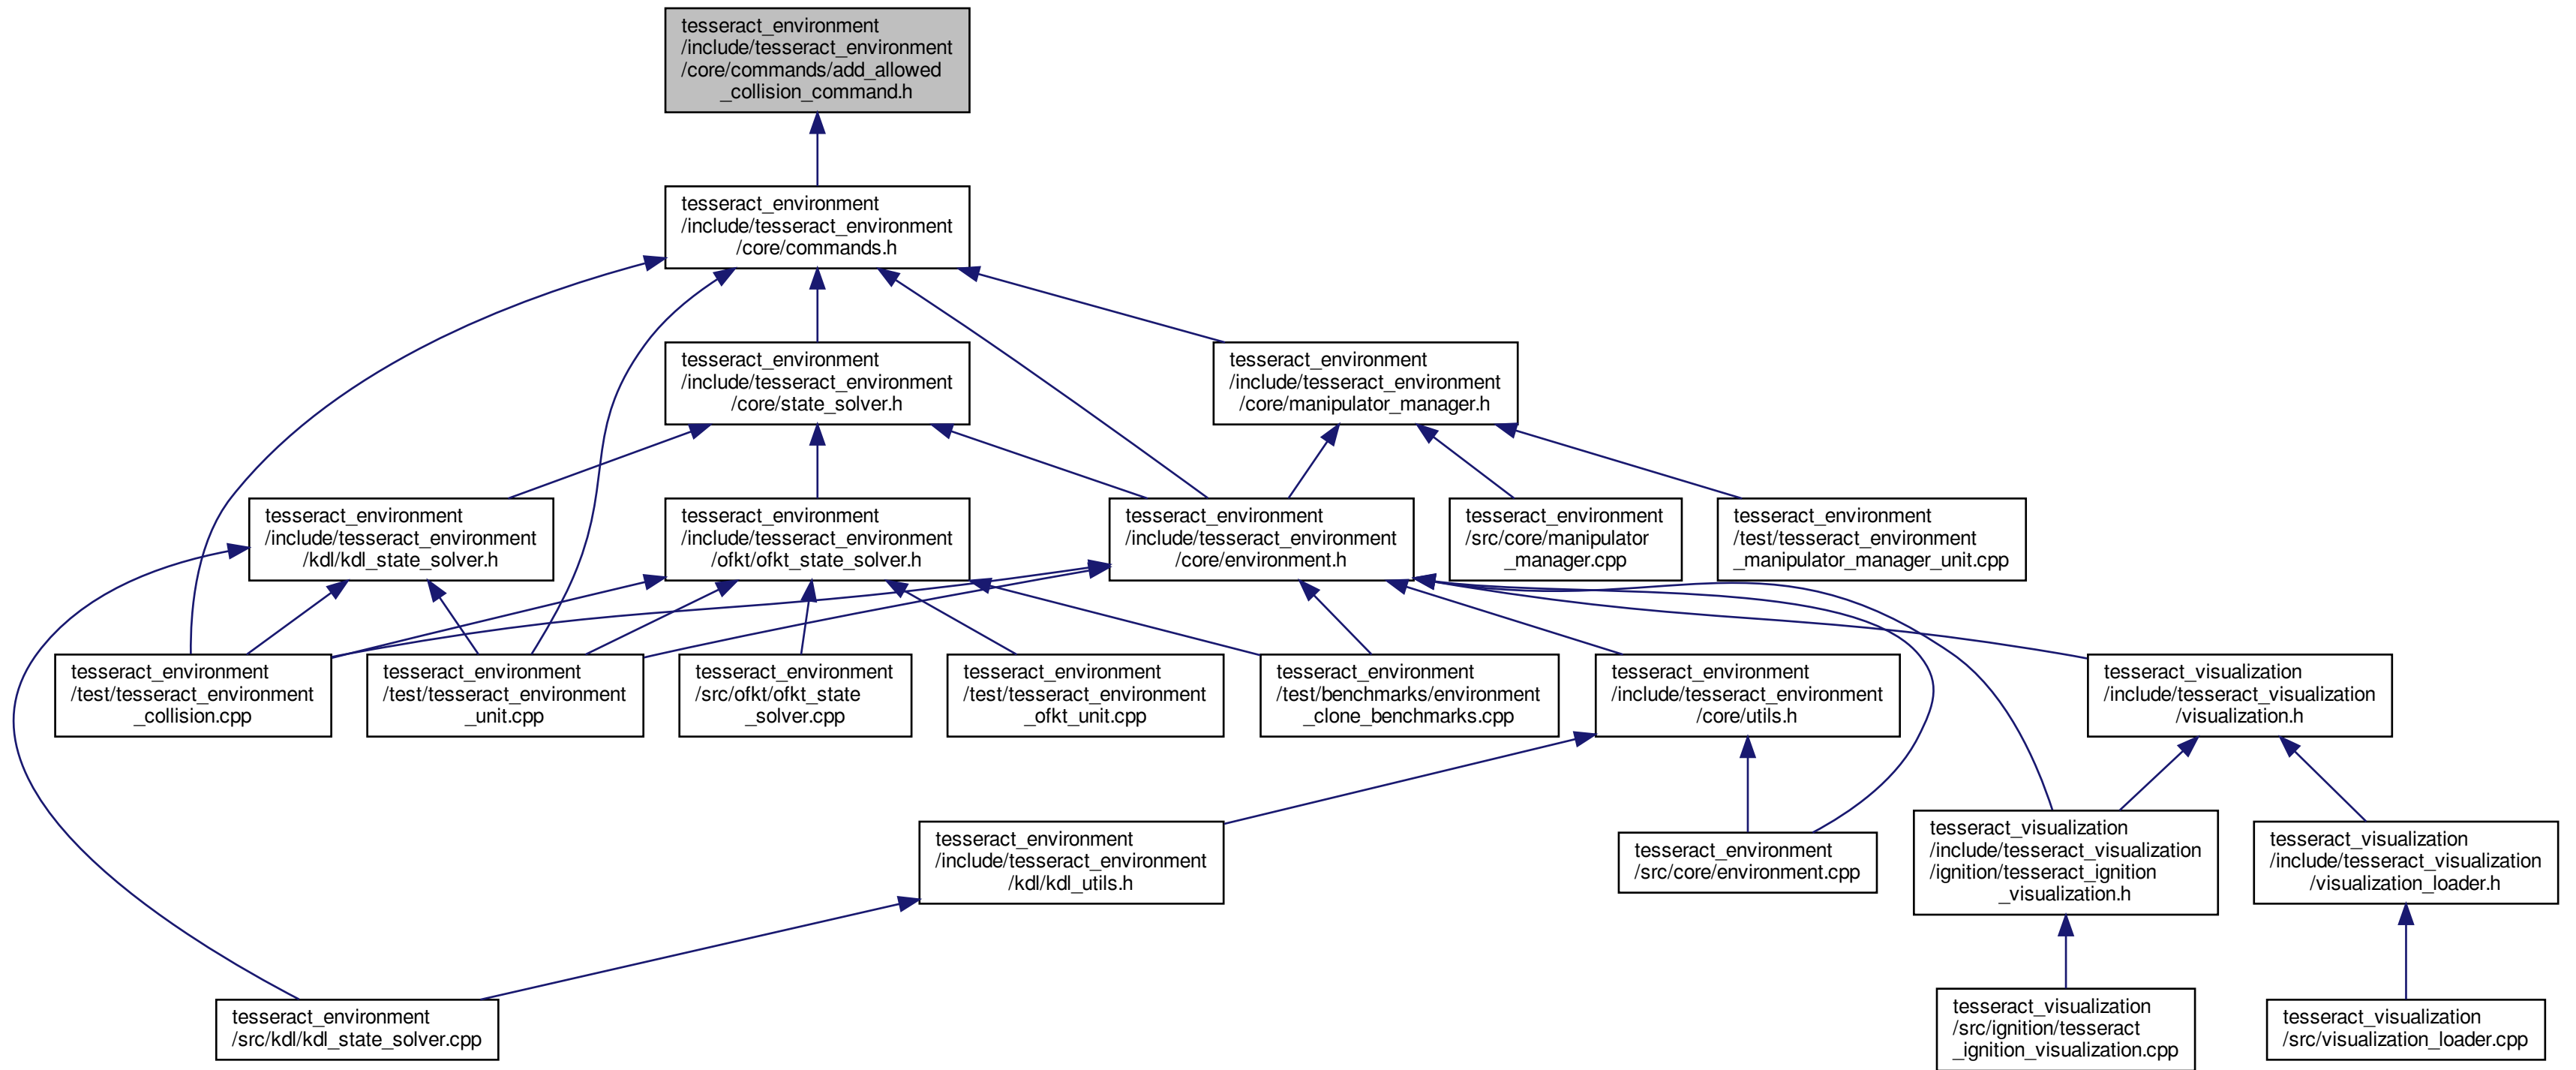 tesseract_environment
/include/tesseract_environment
/core/commands/add_allowed
_collision_command.h
tesseract_environment
/include/tesseract_environment
/core/commands.h
tesseract_environment
/include/tesseract_environment
/core/state_solver.h
tesseract_environment
/include/tesseract_environment
/core/manipulator_manager.h
tesseract_environment
/include/tesseract_environment
/kdl/kdl_state_solver.h
tesseract_environment
/include/tesseract_environment
/ofkt/ofkt_state_solver.h
tesseract_environment
/include/tesseract_environment
/core/environment.h
tesseract_environment
/src/core/manipulator
_manager.cpp
tesseract_environment
/test/tesseract_environment
_manipulator_manager_unit.cpp
tesseract_environment
/test/tesseract_environment
_collision.cpp
tesseract_environment
/test/tesseract_environment
_unit.cpp
tesseract_environment
/src/ofkt/ofkt_state
_solver.cpp
tesseract_environment
/test/tesseract_environment
_ofkt_unit.cpp
tesseract_environment
/test/benchmarks/environment
_clone_benchmarks.cpp
tesseract_environment
/include/tesseract_environment
/core/utils.h
tesseract_visualization
/include/tesseract_visualization
/visualization.h
tesseract_environment
/include/tesseract_environment
/kdl/kdl_utils.h
tesseract_environment
/src/core/environment.cpp
tesseract_visualization
/include/tesseract_visualization
/ignition/tesseract_ignition
_visualization.h
tesseract_visualization
/include/tesseract_visualization
/visualization_loader.h
tesseract_environment
/src/kdl/kdl_state_solver.cpp
tesseract_visualization
/src/ignition/tesseract
_ignition_visualization.cpp
tesseract_visualization
/src/visualization_loader.cpp